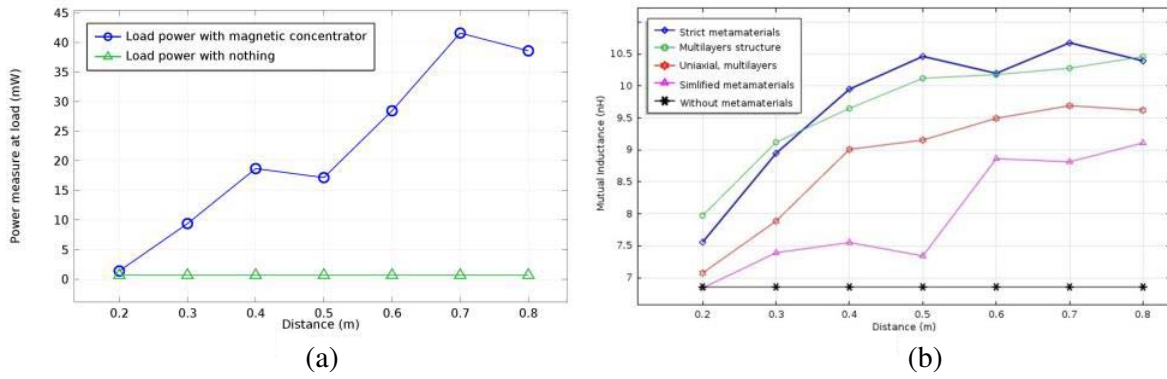 45
40
35
30
25
20
15
10
5
0
Power measure at load (mW)
Load power with magnetic concentrator
Load power with nothing
0.2 0.3 0.4 0.5 0.6 0.7 0.8
Distance (m)
(a)
10.5
10
9.5
9
8.5
8
7.5
7
Mutual Inductance (nH)
Strict metamaterials
Multilayers structure
Uniaxial, multilayers
Simlified metamaterials
Without metamaterials
0.2 0.3 0.4 0.5 0.6 0.7 0.8
Distance (m)
(b)